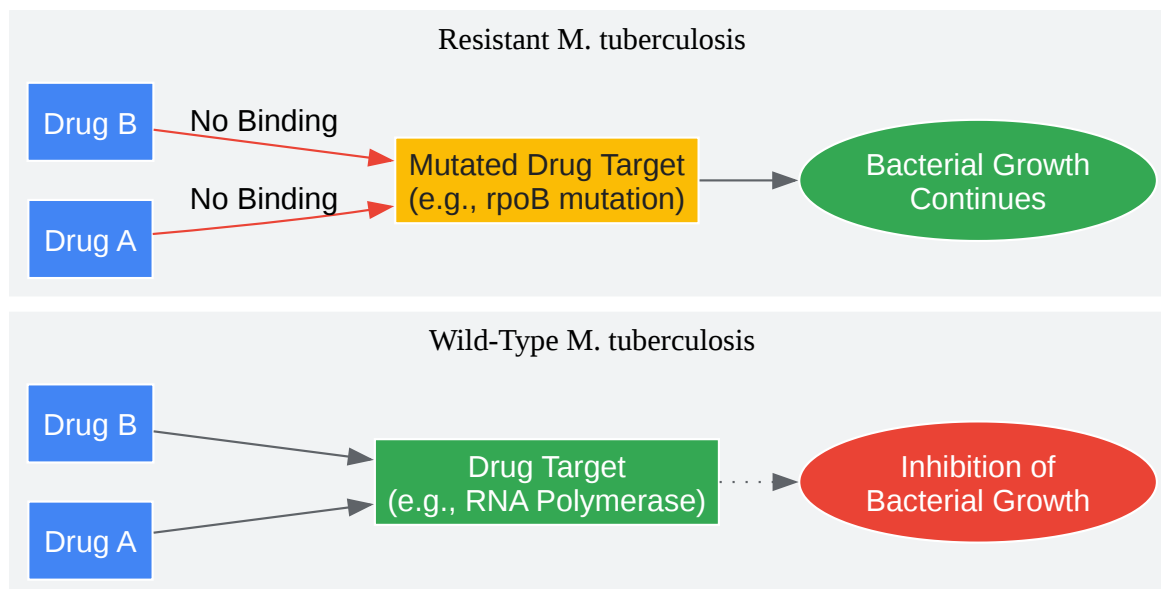 Resistant M. tuberculosis
Drug B
No Binding
Mutated Drug Target
(e.g., rpoB mutation)
Bacterial Growth
Continues
No Binding
Drug A
Wild-Type M. tuberculosis
Drug B
Drug Target
(e.g., RNA Polymerase)
Inhibition of
Bacterial Growth
Drug A